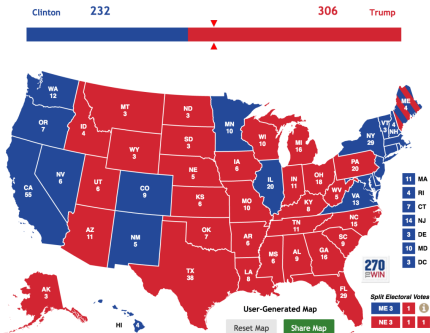 Clinton 232 306 Trump
WA
12
OR
7
CA
55
NV
6
ID
4
MT
3
WY
3
UT
6
AZ
11
CO
9
NM
5
ND
3
SD
3
NE
5
KS
6
OK
7
TX
38
MN
10
IA
6
MO
10
AR
6
LA
8
WI
10
IL
20
MI
16
IN
11
OH
18
KY
8
TN
11
MS
6
AL
9
GA
16
FL
29
SC
9
NC
15
VA
13
WV
5
PA
20
NY
29
VT
3
NH
ME
4
AK
3
HI
4
11 MA
4 RI
7 CT
14 NJ
3 DE
10 MD
3 DC
270
WIN
Split Electoral Votes
ME 3 1
NE 3 1 1
User-Generated Map
Reset Map Share Map